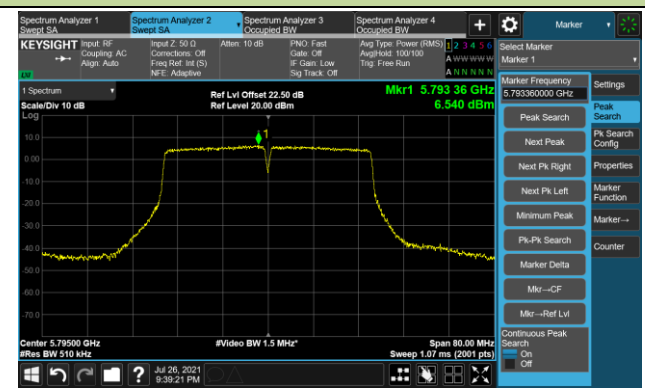 Spectrum Analyzer 1
Swept SA
Spectrum Analyzer 2
Swept SA
Spectrum Analyzer 3
Occupied BW
Spectrum Analyzer 4
Occupied BW
Marker
KEYSIGHT
Input: RF
Coupling: AC
Align: Auto
Input Z: 50 Ω
Corrections: Off
Freq Ref: Int (S)
NFE: Adaptive
Atten: 10 dB
PNO: Fast
Gate: Off
IF Gain: Low
Sig Track: Off
Avg Type: Power (RMS)
Avg|Hold: 100/100
Trig: Free Run
1 2 3 4 5 6
A W W W W W
A N N N N N
Select Marker
Marker 1
1 Spectrum
Scale/Div 10 dB
Log
Ref Lvl Offset 22.50 dB
Ref Level 20.00 dBm
Mkr1 5.793 36 GHz
6.540 dBm
Marker Frequency
5.793360000 GHz
Settings
Peak Search
Peak Search
Next Peak
Pk Search Config
Next Pk Right
Properties
Next Pk Left
Marker Function
Minimum Peak
Marker→
Pk-Pk Search
Counter
Marker Delta
Mkr→CF
Mkr→Ref Lvl
Continuous Peak Search
On
Off
1
10.0
0.00
-10.0
-20.0
-30.0
-40.0
-50.0
-60.0
-70.0
Center 5.79500 GHz
#Res BW 510 kHz
#Video BW 1.5 MHz*
Span 80.00 MHz
Sweep 1.07 ms (2001 pts)
?
Jul 26, 2021
9:39:21 PM